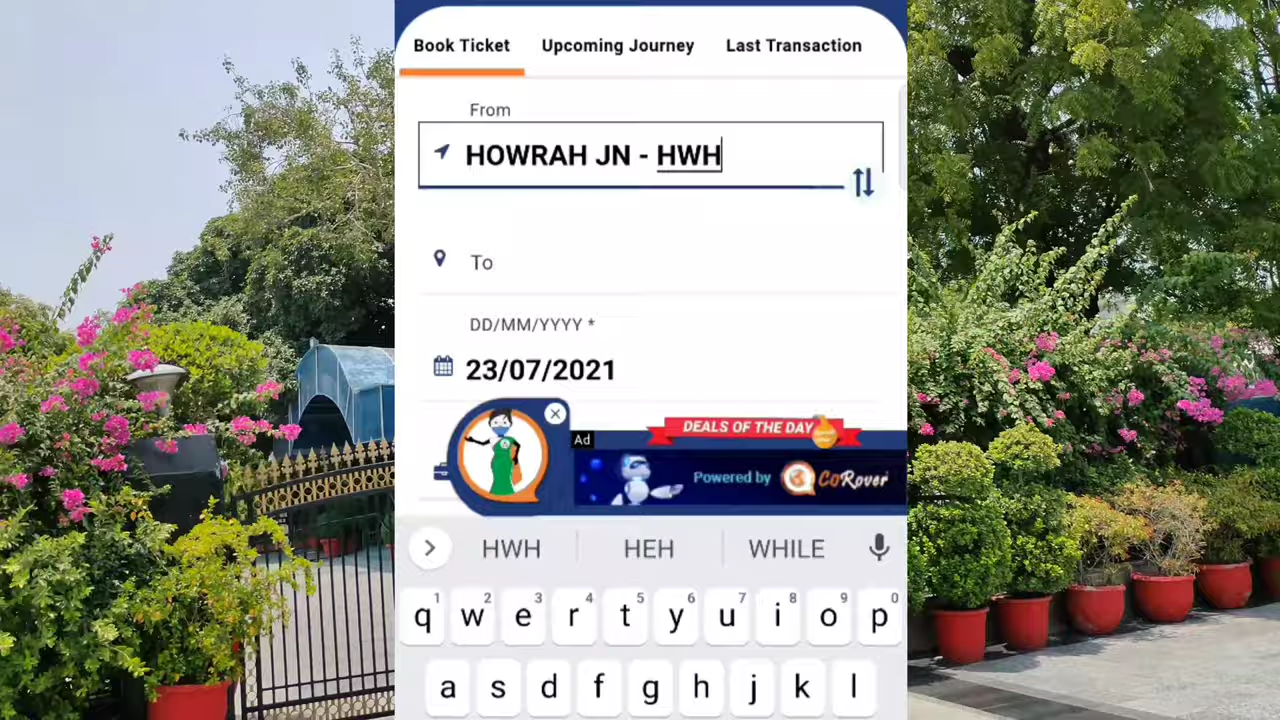 Book Ticket Upcoming Journey Last Transaction
From
HOWRAH JN - HWH
To
DD/MM/YYYY *
23/07/2021
DEALS OF THE DAY
Ad
Powered by CoRover
HWH HEH WHILE
1 2 3 4 5 6 7 8 9 0
q w e r t y u i o p
a s d f g h j k l